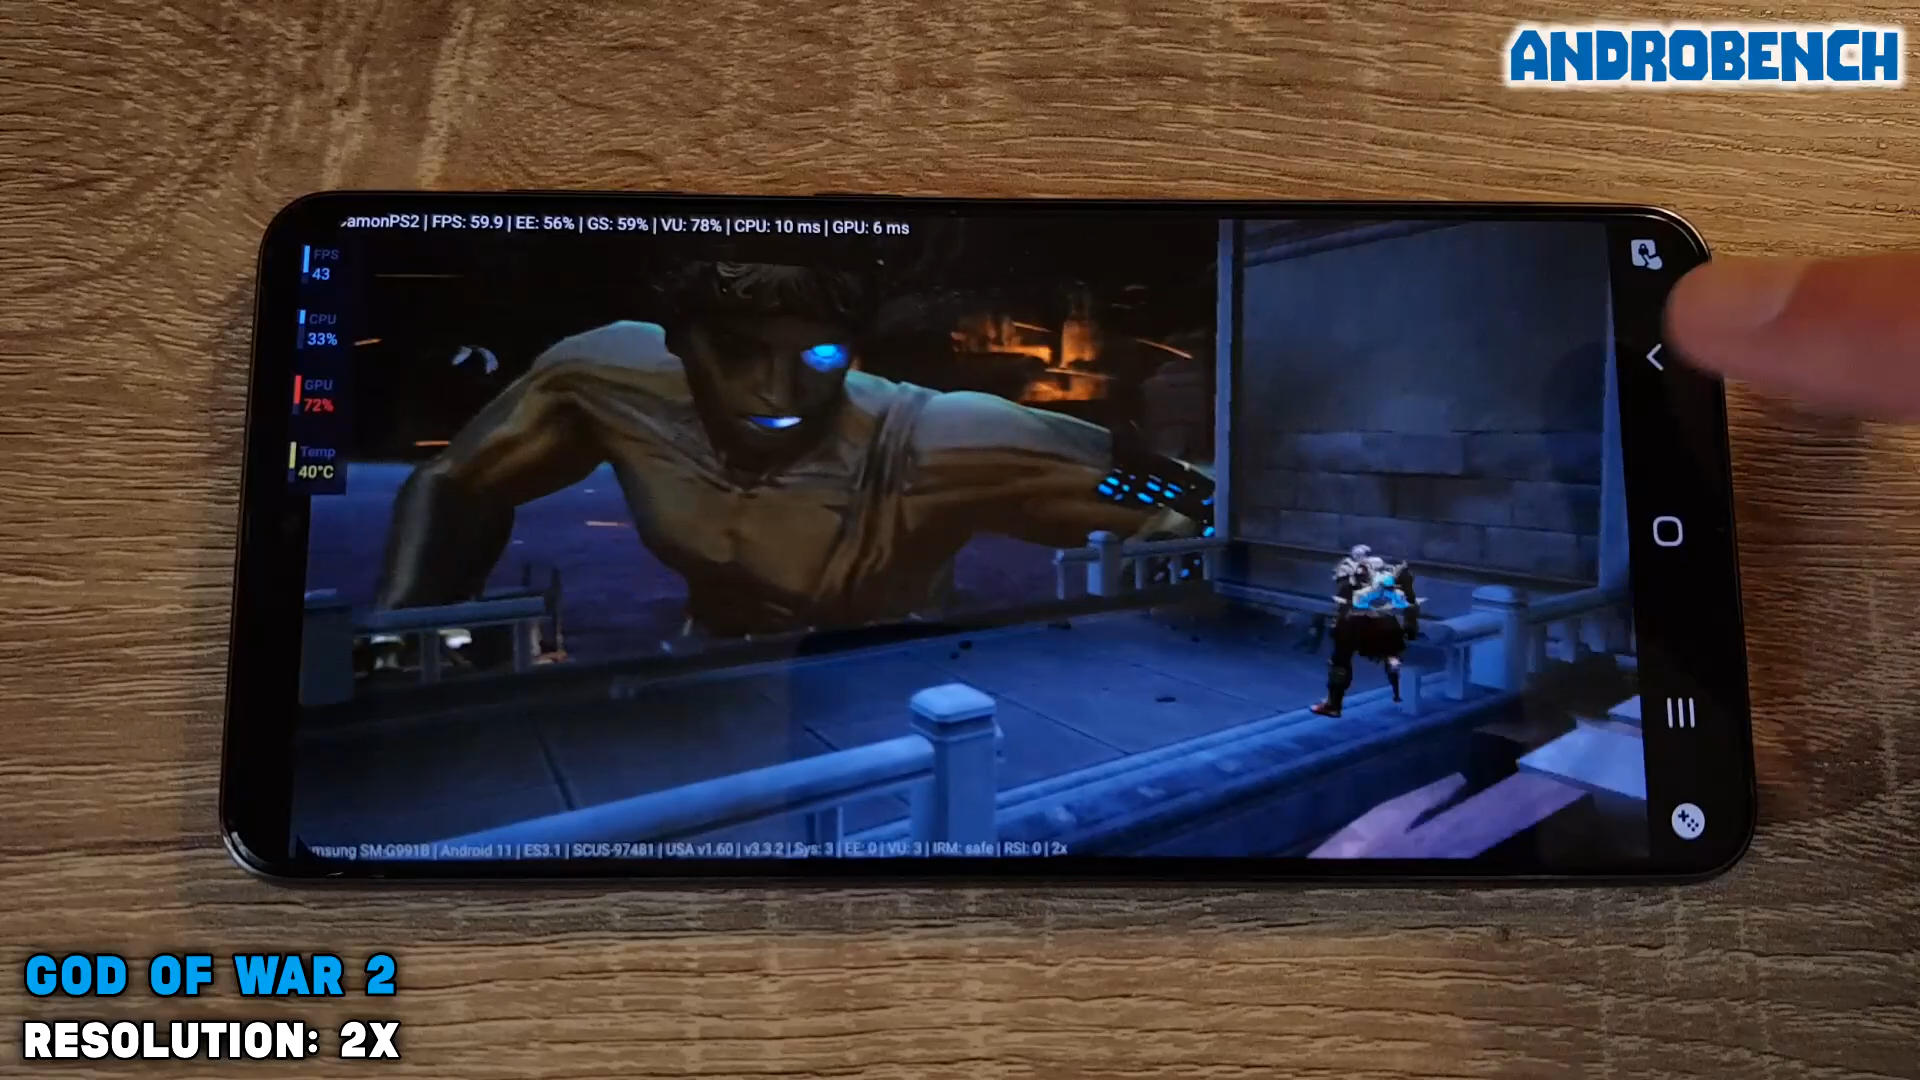 ANDROBENCH
amonPS2 | FPS: 59.9 | EE: 56% | GS: 59% | VU: 78% | CPU: 10 ms | GPU: 6 ms
FPS
43
CPU
33%
GPU
72%
Temp
40°C
msung SM-G991B | Android 11 | ES3.1 | SCUS-97481 | USA v1.60 | v3.3.2 | Sys: 3 | EE: 0 | VU: 3 | IRM: safe | RSI: 0 | 2x
GOD OF WAR 2
RESOLUTION: 2X